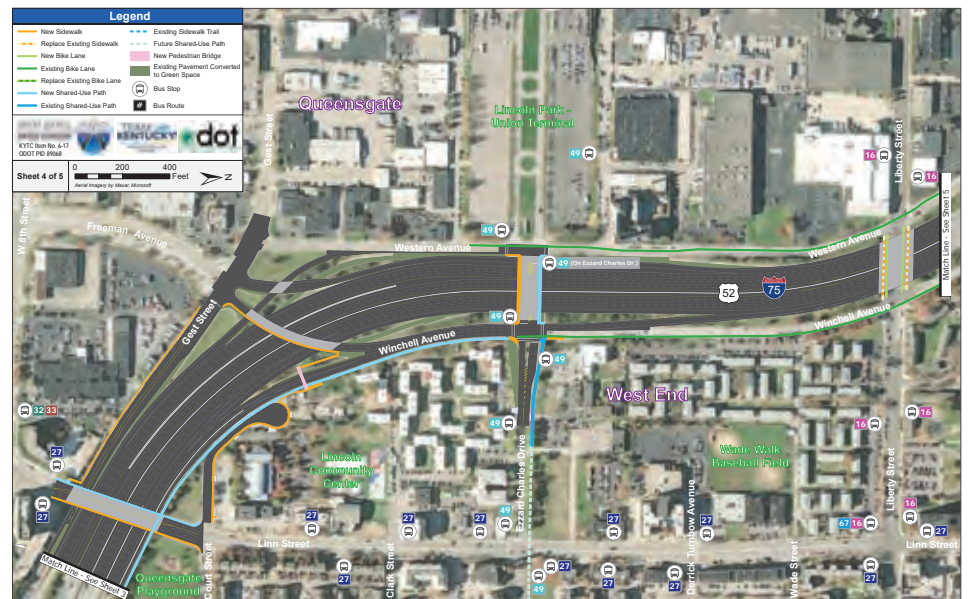 Legend
New Sidewalk
Replace Existing Sidewalk
New Bike Lane
Existing Bike Lane
Replace Existing Bike Lane
New Shared-Use Path
Existing Shared-Use Path
Existing Sidewalk Trail
Future Shared-Use Path
New Pedestrian Bridge
Existing Pavement Converted
to Green Space
Bus Stop
# Bus Route
KYTC Item No. 6-17
ODOT PID 89068
TEAM
KENTUCKY
dot
Sheet 4 of 5
0 200 400
Feet
N
Aerial Imagery by Maxar, Microsoft
Queensgate
Lincoln Park -
Union Terminal
Gest Street
49
16
Liberty Street
16
Match Line - See Sheet 5
W 8th Street
Freeman Avenue
49
Western Avenue
Western Avenue
49 (On Ezzard Charles Dr.)
52
75
Gest Street
49
Winchell Avenue
Winchell Avenue
49
West End
32 33
49
16
16
27
Lincoln
Community
Center
Wade Walk
Baseball Field
Ezzard Charles Drive
Derrick Turnbow Avenue
Liberty Street
27
27
27
27
49
27
67 16
16
27
Linn Street
Linn Street
Court Street
Clark Street
Wade Street
Match Line - See Sheet 3
Queensgate
Playground
27
27
49
27
27
27
27